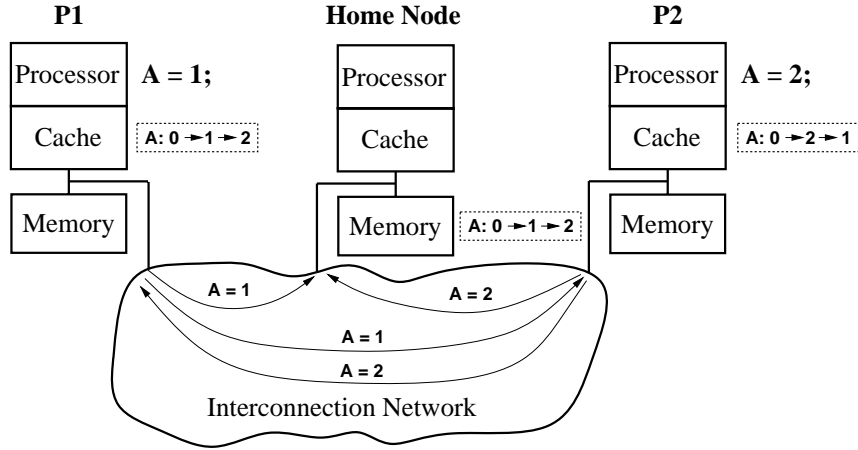 P1
Home Node
P2
Processor
A = 1;
Processor
Processor
A = 2;
Cache
A: 0 → 1 → 2
Cache
Cache
A: 0 → 2 → 1
Memory
Memory
A: 0 → 1 → 2
Memory
A = 1
A = 2
A = 1
A = 2
Interconnection Network